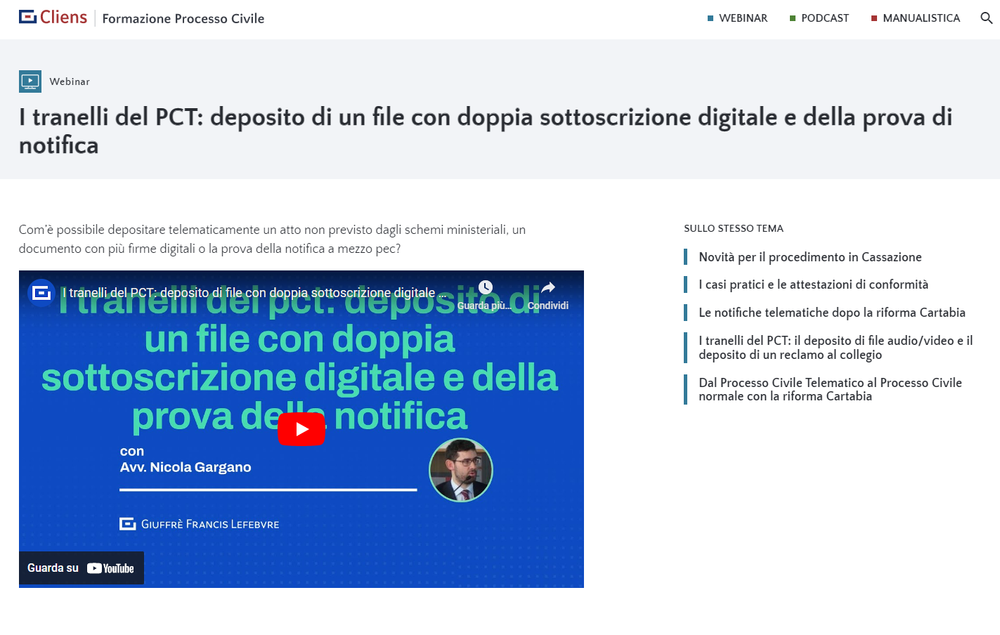 Cliens
Formazione Processo Civile
WEBINAR
PODCAST
MANUALISTICA
Webinar
I tranelli del PCT: deposito di un file con doppia sottoscrizione digitale e della prova di
notifica
Com’è possibile depositare telematicamente un atto non previsto dagli schemi ministeriali, un
documento con più firme digitali o la prova della notifica a mezzo pec?
I tranelli del PCT: deposito di file con doppia sottoscrizione digitale ...
Guarda più...
Condividi
I tranelli del pct: deposito di
un file con doppia
sottoscrizione digitale e della
prova della notifica
con
Avv. Nicola Gargano
GIUFFRÈ FRANCIS LEFEBVRE
Guarda su YouTube
SULLO STESSO TEMA
Novità per il procedimento in Cassazione
I casi pratici e le attestazioni di conformità
Le notifiche telematiche dopo la riforma Cartabia
I tranelli del PCT: il deposito di file audio/video e il
deposito di un reclamo al collegio
Dal Processo Civile Telematico al Processo Civile
normale con la riforma Cartabia